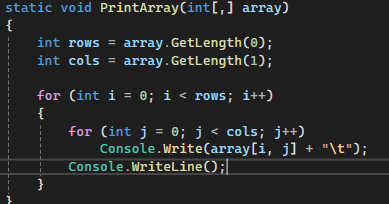 static void PrintArray(int[,] array)
{
    int rows = array.GetLength(0);
    int cols = array.GetLength(1);

    for (int i = 0; i < rows; i++)
    {
        for (int j = 0; j < cols; j++)
            Console.Write(array[i, j] + "\t");
        Console.WriteLine();
    }
}